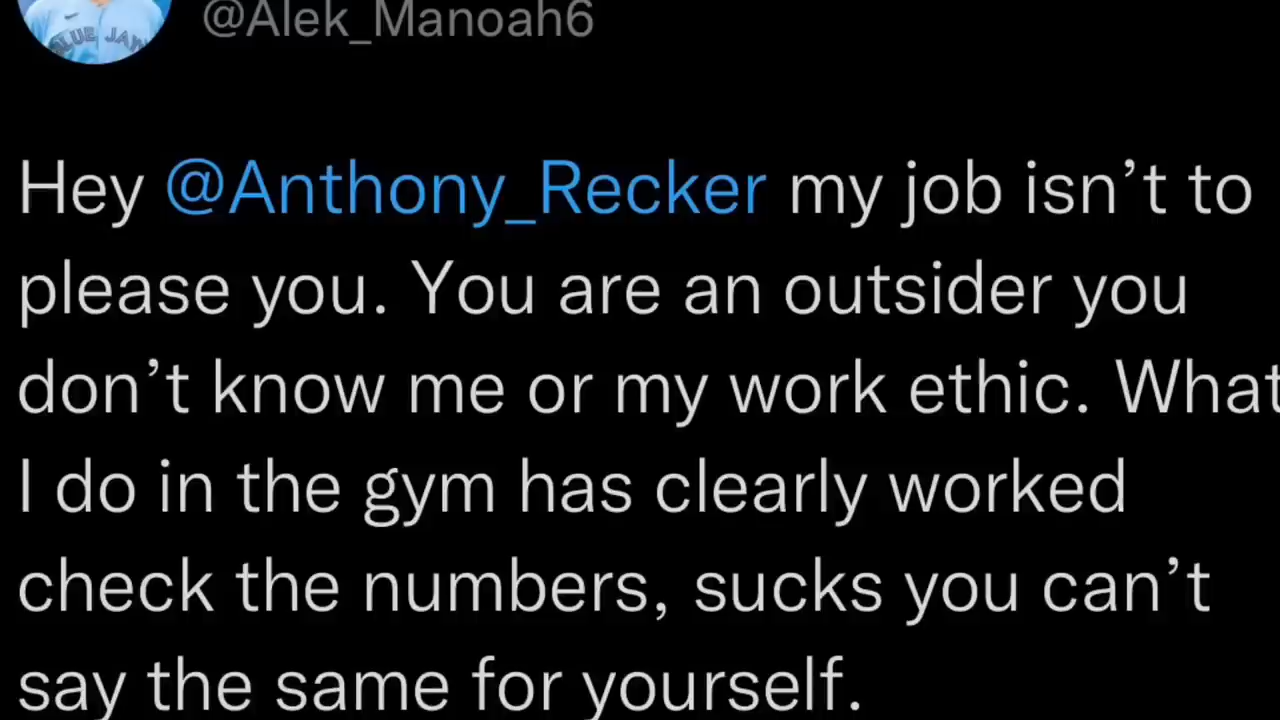 BLUE JAY
@Alek_Manoah6
Hey @Anthony_Recker my job isn’t to
please you. You are an outsider you
don’t know me or my work ethic. What
I do in the gym has clearly worked
check the numbers, sucks you can’t
say the same for yourself.